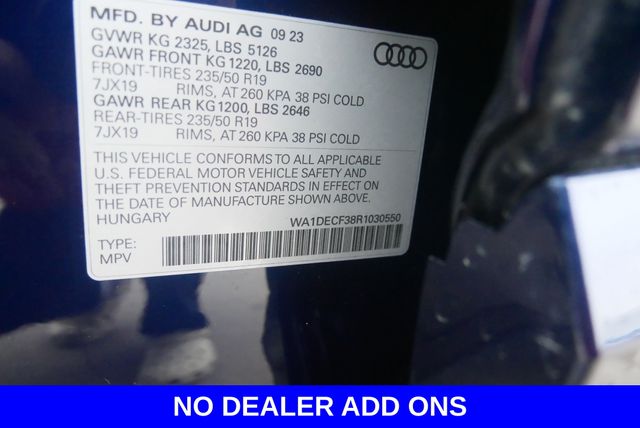 MFD. BY AUDI AG 09 23
GVWR KG 2325, LBS 5126
GAWR FRONT KG 1220, LBS 2690
FRONT-TIRES 235/50 R19
7JX19 RIMS, AT 260 KPA 38 PSI COLD
GAWR REAR KG 1200, LBS 2646
REAR-TIRES 235/50 R19
7JX19 RIMS, AT 260 KPA 38 PSI COLD
THIS VEHICLE CONFORMS TO ALL APPLICABLE
U.S. FEDERAL MOTOR VEHICLE SAFETY AND
THEFT PREVENTION STANDARDS IN EFFECT ON
THE DATE OF MANUFACTURE SHOWN ABOVE.
HUNGARY WA1DECF38R1030550
TYPE:
MPV
NO DEALER ADD ONS